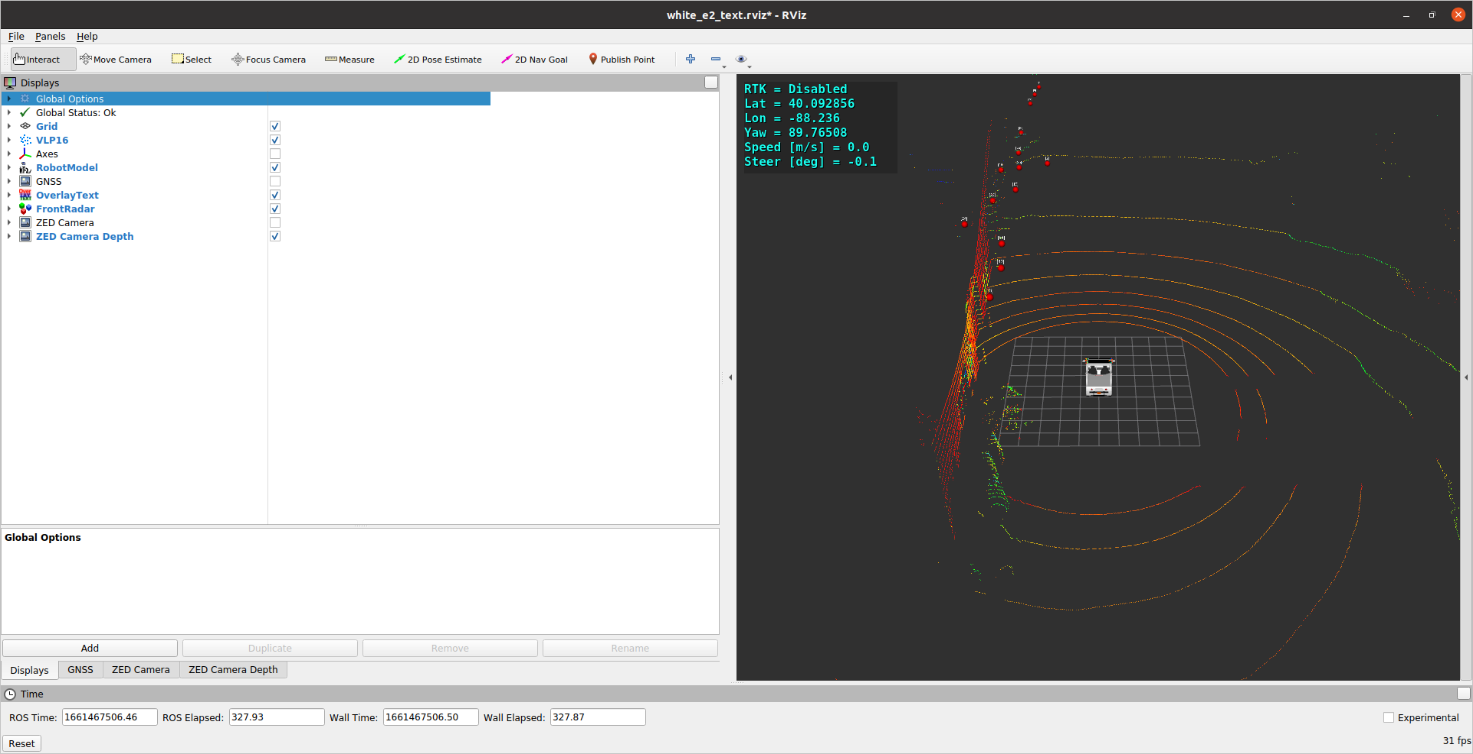 white_e2_text.rviz* - RViz
File Panels Help
Interact Move Camera Select Focus Camera Measure 2D Pose Estimate 2D Nav Goal Publish Point
Displays
Global Options
Global Status: Ok
Grid
VLP16
Axes
RobotModel
GNSS
OverlayText
FrontRadar
ZED Camera
ZED Camera Depth
Global Options
Add Duplicate Remove Rename
Displays GNSS ZED Camera ZED Camera Depth
RTK = Disabled
Lat = 40.092856
Lon = -88.236
Yaw = 89.76508
Speed [m/s] = 0.0
Steer [deg] = -0.1
Time
ROS Time: 1661467506.46 ROS Elapsed: 327.93 Wall Time: 1661467506.50 Wall Elapsed: 327.87 Experimental
Reset 31 fps